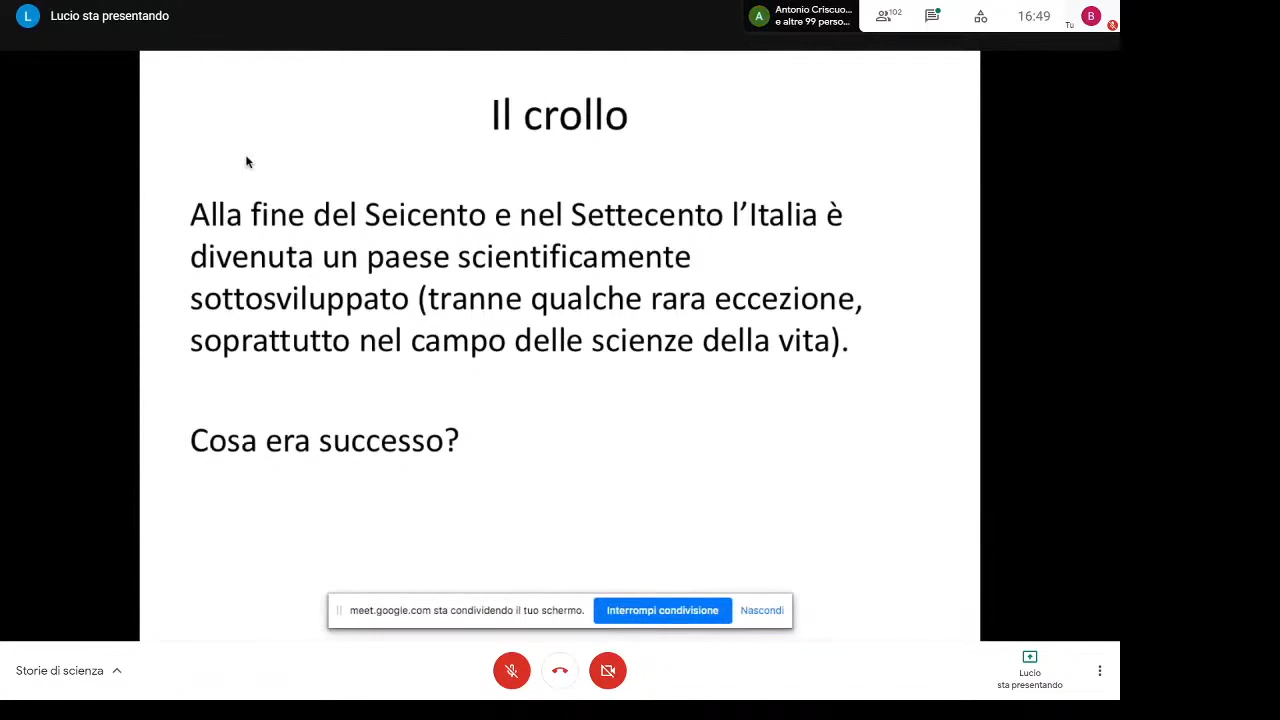 L Lucio sta presentando
A Antonio Criscuo...
e altre 99 perso...
102
16:49
Tu
B
Il crollo
Alla fine del Seicento e nel Settecento l’Italia è
divenuta un paese scientificamente
sottosviluppato (tranne qualche rara eccezione,
soprattutto nel campo delle scienze della vita).
Cosa era successo?
meet.google.com sta condividendo il tuo schermo. Interrompi condivisione Nascondi
Storie di scienza
Lucio
sta presentando